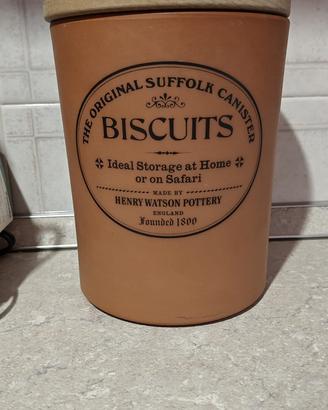 THE ORIGINAL SUFFOLK CANISTER
BISCUITS
Ideal Storage at Home
or on Safari
MADE BY
HENRY WATSON POTTERY
ENGLAND
Founded 1800